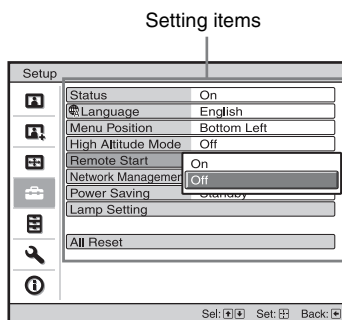 Setting items
Setup
Status On
Language English
Menu Position Bottom Left
High Altitude Mode Off
Remote Start On
Network Managemen Off
Power Saving Standby
Lamp Setting
All Reset
Sel: Set: Back: